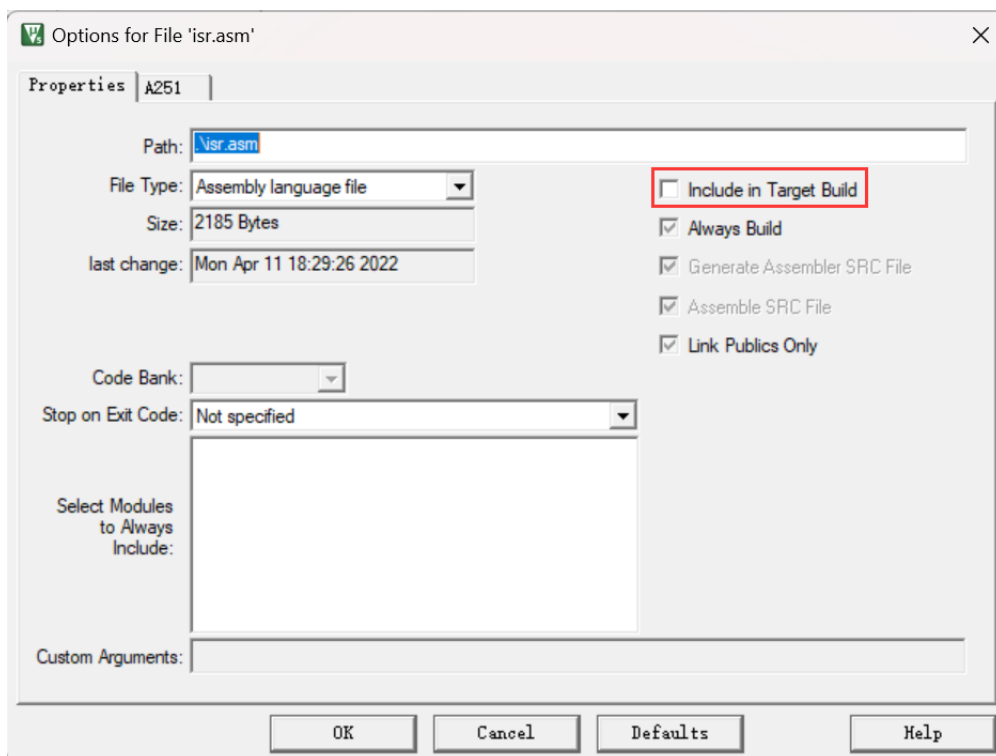 Options for File 'isr.asm'
Properties
A251
Path: .\isr.asm
File Type: Assembly language file
Include in Target Build
Size: 2185 Bytes
Always Build
last change: Mon Apr 11 18:29:26 2022
Generate Assembler SRC File
Assemble SRC File
Link Publics Only
Code Bank:
Stop on Exit Code: Not specified
Select Modules
to Always
Include:
Custom Arguments:
OK
Cancel
Defaults
Help